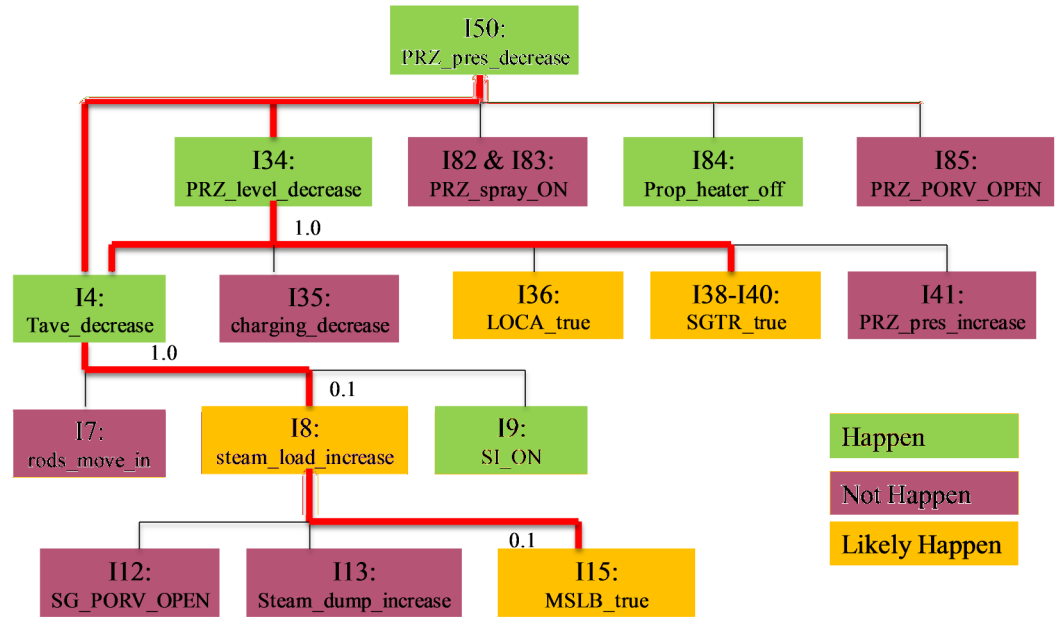 I50:
PRZ_pres_decrease
I34:
PRZ_level_decrease
I82 & I83:
PRZ_spray_ON
I84:
Prop_heater_off
I85:
PRZ_PORV_OPEN
1.0
I4:
Tave_decrease
I35:
charging_decrease
I36:
LOCA_true
I38-I40:
SGTR_true
I41:
PRZ_pres_increase
1.0
0.1
I7:
rods_move_in
I8:
steam_load_increase
I9:
SI_ON
Happen
Not Happen
Likely Happen
0.1
I12:
SG_PORV_OPEN
I13:
Steam_dump_increase
I15:
MSLB_true